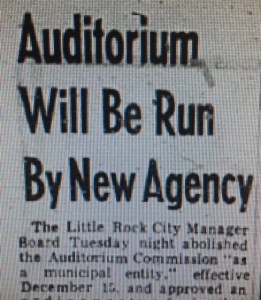 Auditorium
Will Be Run
By New Agency
The Little Rock City Manager
Board Tuesday night abolished
the Auditorium Commission "as
a municipal entity," effective
December 15, and approved an